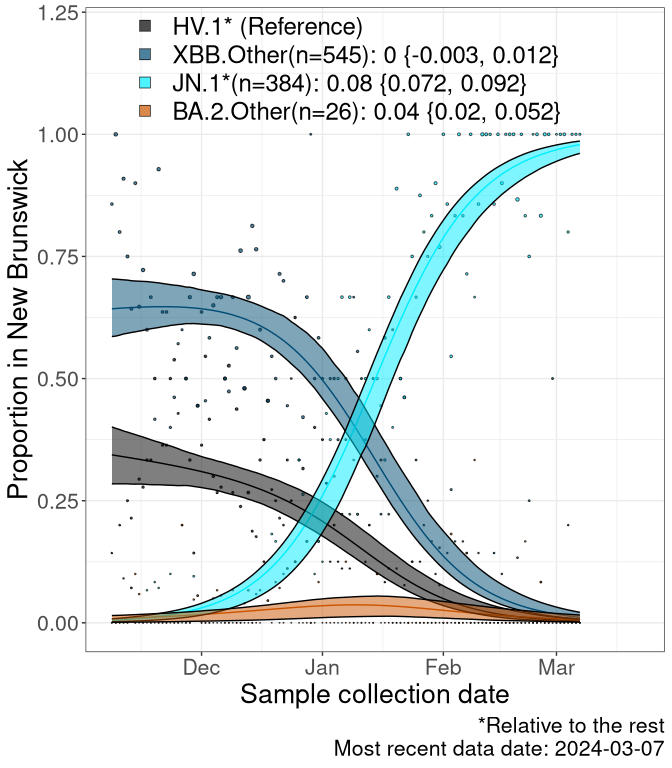 1.25
HV.1* (Reference)
XBB.Other(n=545): 0 {-0.003, 0.012}
JN.1*(n=384): 0.08 {0.072, 0.092}
BA.2.Other(n=26): 0.04 {0.02, 0.052}
1.00
0.75
0.50
0.25
0.00
Proportion in New Brunswick
Dec Jan Feb Mar
Sample collection date
*Relative to the rest
Most recent data date: 2024-03-07